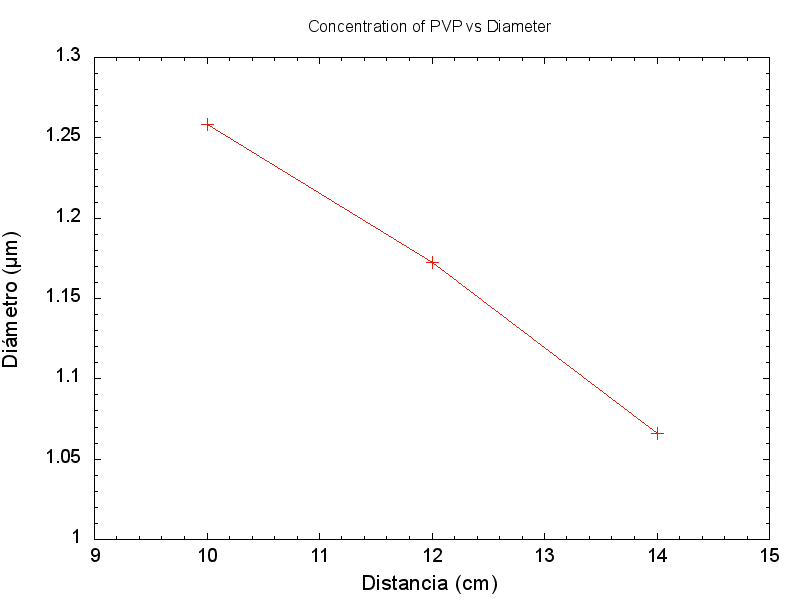 Concentration of PVP vs Diameter
1.3
1.25
1.2
1.15
1.1
1.05
1
9 10 11 12 13 14 15
Diámetro (µm)
Distancia (cm)